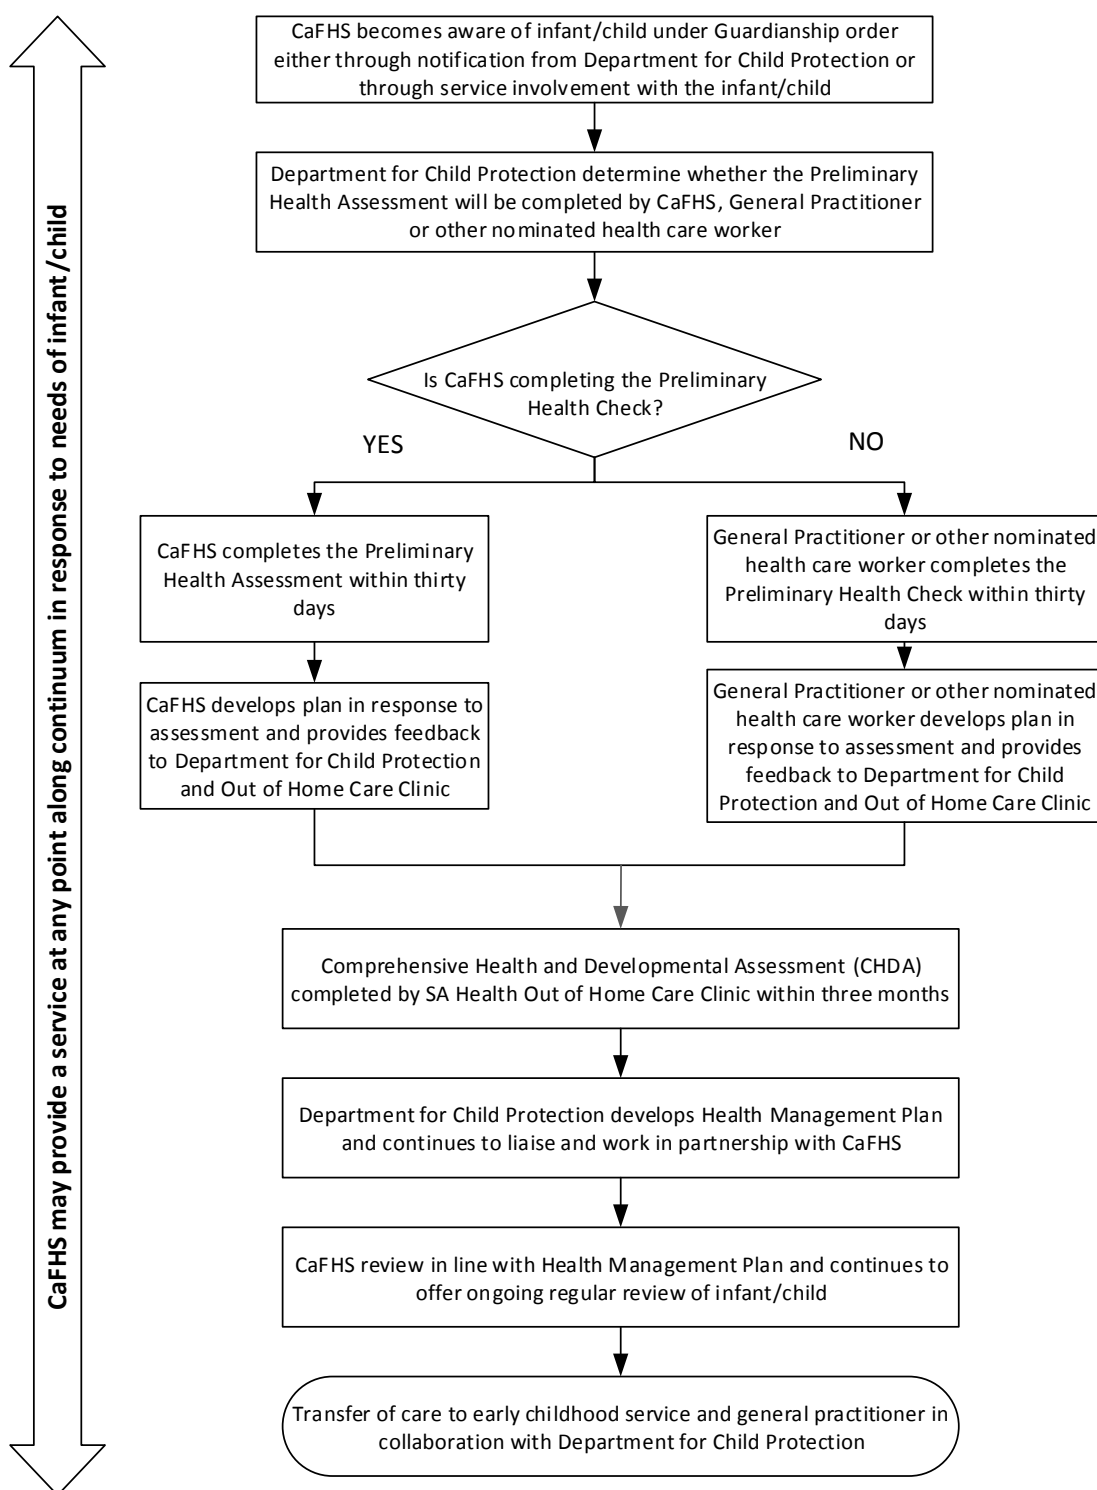 CaFHS may provide a service at any point along continuum in response to needs of infant/child
CaFHS becomes aware of infant/child under Guardianship order
either through notification from Department for Child Protection or
through service involvement with the infant/child
Department for Child Protection determine whether the Preliminary
Health Assessment will be completed by CaFHS, General Practitioner
or other nominated health care worker
Is CaFHS completing the Preliminary
Health Check?
YES
NO
CaFHS completes the Preliminary
Health Assessment within thirty
days
General Practitioner or other nominated
health care worker completes the
Preliminary Health Check within thirty
days
CaFHS develops plan in response to
assessment and provides feedback
to Department for Child Protection
and Out of Home Care Clinic
General Practitioner or other nominated
health care worker develops plan in
response to assessment and provides
feedback to Department for Child
Protection and Out of Home Care Clinic
Comprehensive Health and Developmental Assessment (CHDA)
completed by SA Health Out of Home Care Clinic within three months
Department for Child Protection develops Health Management Plan
and continues to liaise and work in partnership with CaFHS
CaFHS review in line with Health Management Plan and continues to
offer ongoing regular review of infant/child
Transfer of care to early childhood service and general practitioner in
collaboration with Department for Child Protection